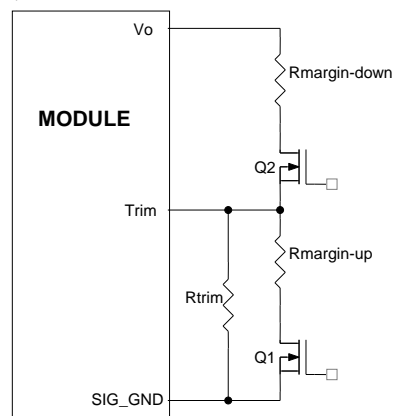 Vo
Rmargin-down
MODULE
Q2
Trim
Rmargin-up
Rtrim
Q1
SIG_GND